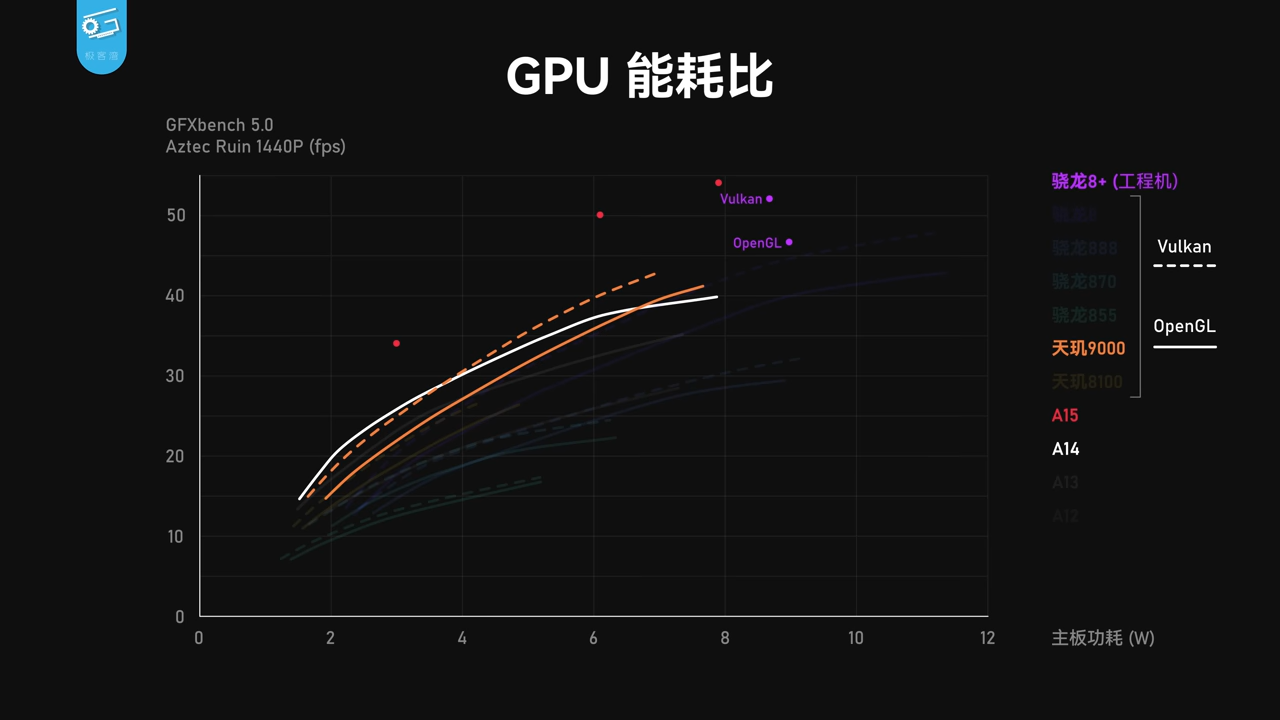 极客湾
GPU 能耗比
GFXbench 5.0
Aztec Ruin 1440P (fps)
50
40
30
20
10
0
0 2 4 6 8 10 12
主板功耗 (W)
Vulkan
OpenGL
骁龙8+ (工程机)
骁龙8
骁龙888
骁龙870
骁龙855
天玑9000
天玑8100
A15
A14
A13
A12
Vulkan
OpenGL